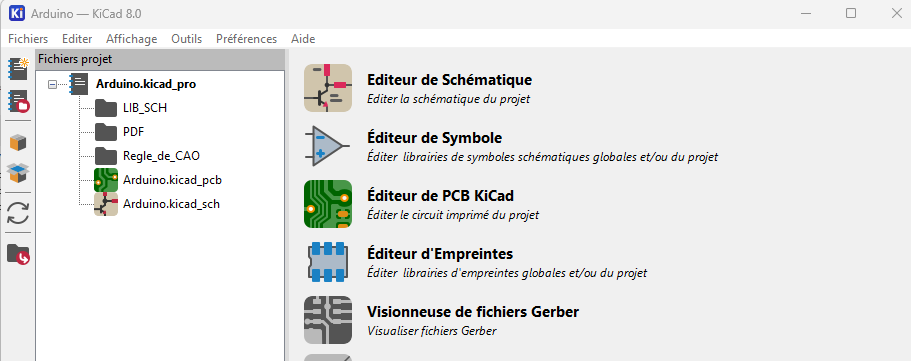 Ki Arduino — KiCad 8.0
Fichiers Editer Affichage Outils Préférences Aide
Fichiers projet
Arduino.kicad_pro
LIB_SCH
PDF
Regle_de_CAO
Arduino.kicad_pcb
Arduino.kicad_sch
Editeur de Schématique
Editer la schématique du projet
Éditeur de Symbole
Éditer librairies de symboles schématiques globales et/ou du projet
Éditeur de PCB KiCad
Éditer le circuit imprimé du projet
Éditeur d'Empreintes
Éditer librairies d'empreintes globales et/ou du projet
Visionneuse de fichiers Gerber
Visualiser fichiers Gerber